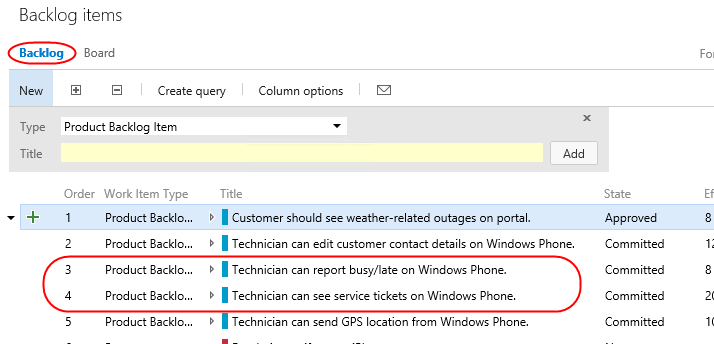 Backlog items
Backlog Board Fo
New Create query Column options
Type Product Backlog Item
Title Add
Order Work Item Type Title State Ef
1 Product Backlo... Customer should see weather-related outages on portal. Approved 8
2 Product Backlo... Technician can edit customer contact details on Windows Phone. Committed 12
3 Product Backlo... Technician can report busy/late on Windows Phone. Committed 8
4 Product Backlo... Technician can see service tickets on Windows Phone. Committed 20
5 Product Backlo... Technician can send GPS location from Windows Phone. Committed 10